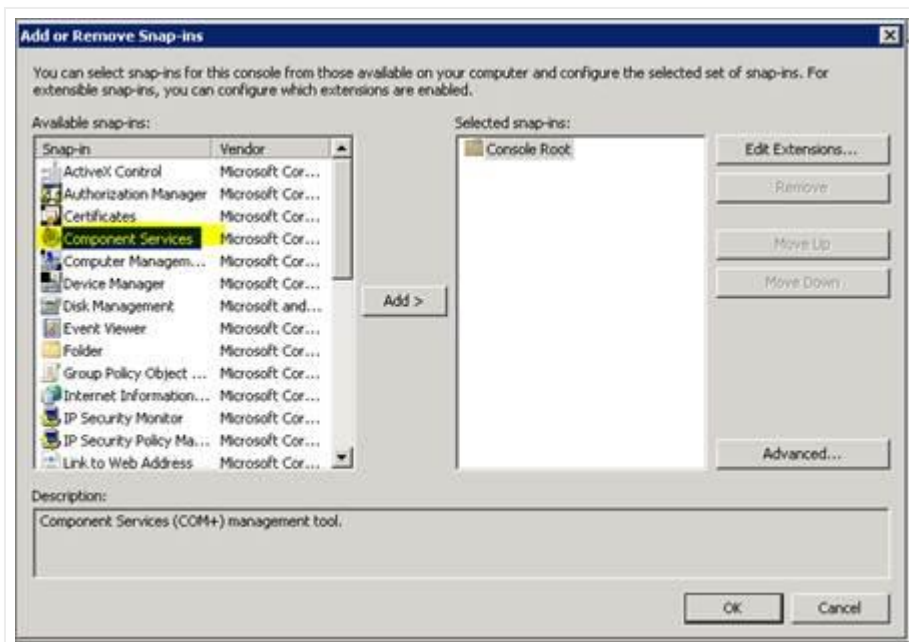 Add or Remove Snap-ins
You can select snap-ins for this console from those available on your computer and configure the selected set of snap-ins. For
extensible snap-ins, you can configure which extensions are enabled.
Available snap-ins:
Snap-in Vendor
ActiveX Control Microsoft Cor...
Authorization Manager Microsoft Cor...
Certificates Microsoft Cor...
Component Services Microsoft Cor...
Computer Managem... Microsoft Cor...
Device Manager Microsoft Cor...
Disk Management Microsoft and...
Event Viewer Microsoft Cor...
Folder Microsoft Cor...
Group Policy Object ... Microsoft Cor...
Internet Information... Microsoft Cor...
IP Security Monitor Microsoft Cor...
IP Security Policy Ma... Microsoft Cor...
Link to Web Address Microsoft Cor...
Add >
Selected snap-ins:
Console Root
Edit Extensions...
Remove
Move Up
Move Down
Advanced...
Description:
Component Services (COM+) management tool.
OK Cancel